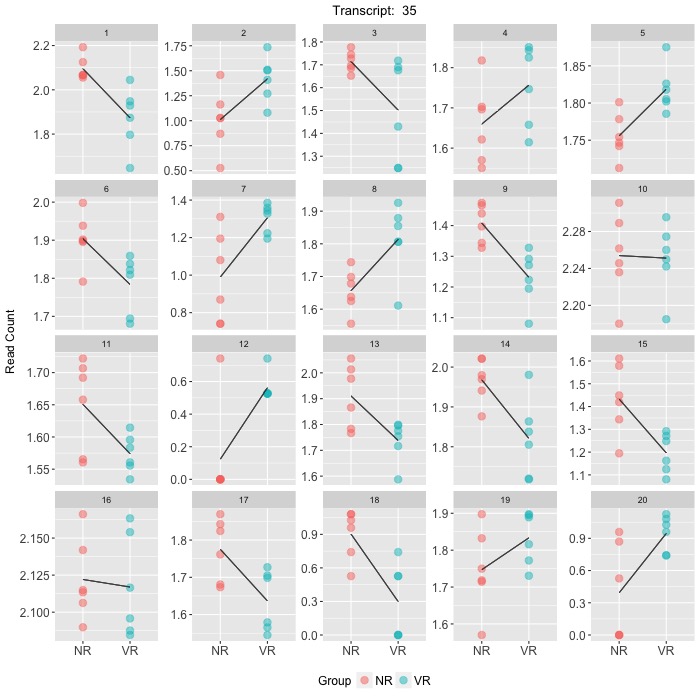 Transcript: 35
1 2 3 4 5
2.2 2.0 1.8
1.75 1.50 1.25 1.00 0.75 0.50
1.8 1.7 1.6 1.5 1.4 1.3
1.8 1.7 1.6
1.85 1.80 1.75
6 7 8 9 10
2.0 1.9 1.8 1.7
1.4 1.2 1.0 0.8
1.9 1.8 1.7 1.6
1.4 1.3 1.2 1.1
2.28 2.24 2.20
Read Count
11 12 13 14 15
1.70 1.65 1.60 1.55
0.6 0.4 0.2 0.0
2.0 1.9 1.8 1.7 1.6
2.0 1.9 1.8
1.6 1.5 1.4 1.3 1.2 1.1
16 17 18 19 20
2.150 2.125 2.100
1.8 1.7 1.6
0.9 0.6 0.3 0.0
1.9 1.8 1.7 1.6
0.9 0.6 0.3 0.0
NR VR NR VR NR VR NR VR NR VR
Group NR VR